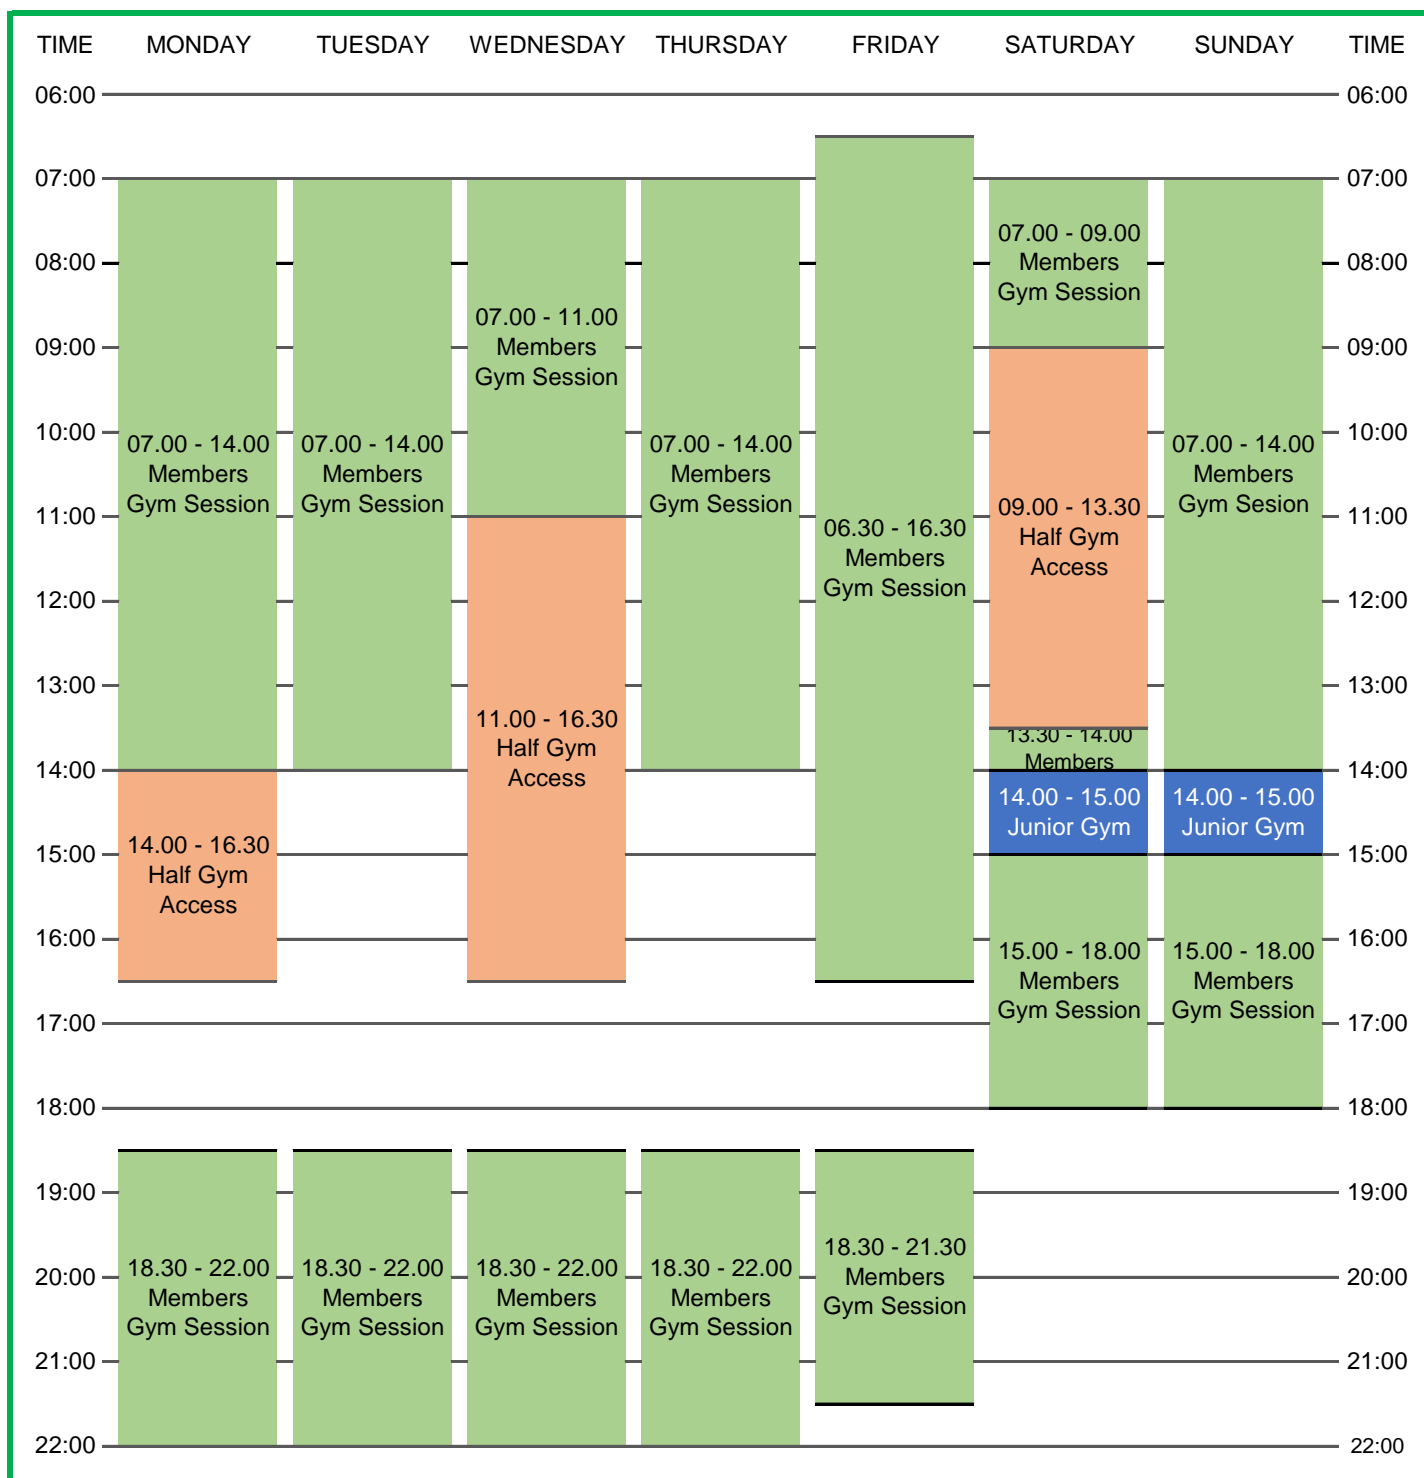 TIME MONDAY TUESDAY WEDNESDAY THURSDAY FRIDAY SATURDAY SUNDAY TIME
06:00 06:00
07:00 07:00
08:00 08:00
09:00 09:00
10:00 10:00
11:00 11:00
12:00 12:00
13:00 13:00
14:00 14:00
15:00 15:00
16:00 16:00
17:00 17:00
18:00 18:00
19:00 19:00
20:00 20:00
21:00 21:00
22:00 22:00
07.00 - 14.00
Members
Gym Session
14.00 - 16.30
Half Gym
Access
18.30 - 22.00
Members
Gym Session
07.00 - 14.00
Members
Gym Session
18.30 - 22.00
Members
Gym Session
07.00 - 11.00
Members
Gym Session
11.00 - 16.30
Half Gym
Access
18.30 - 22.00
Members
Gym Session
07.00 - 14.00
Members
Gym Session
18.30 - 22.00
Members
Gym Session
06.30 - 16.30
Members
Gym Session
18.30 - 21.30
Members
Gym Session
07.00 - 09.00
Members
Gym Session
09.00 - 13.30
Half Gym
Access
13.30 - 14.00
Members
14.00 - 15.00
Junior Gym
15.00 - 18.00
Members
Gym Session
07.00 - 14.00
Members
Gym Sesion
14.00 - 15.00
Junior Gym
15.00 - 18.00
Members
Gym Session